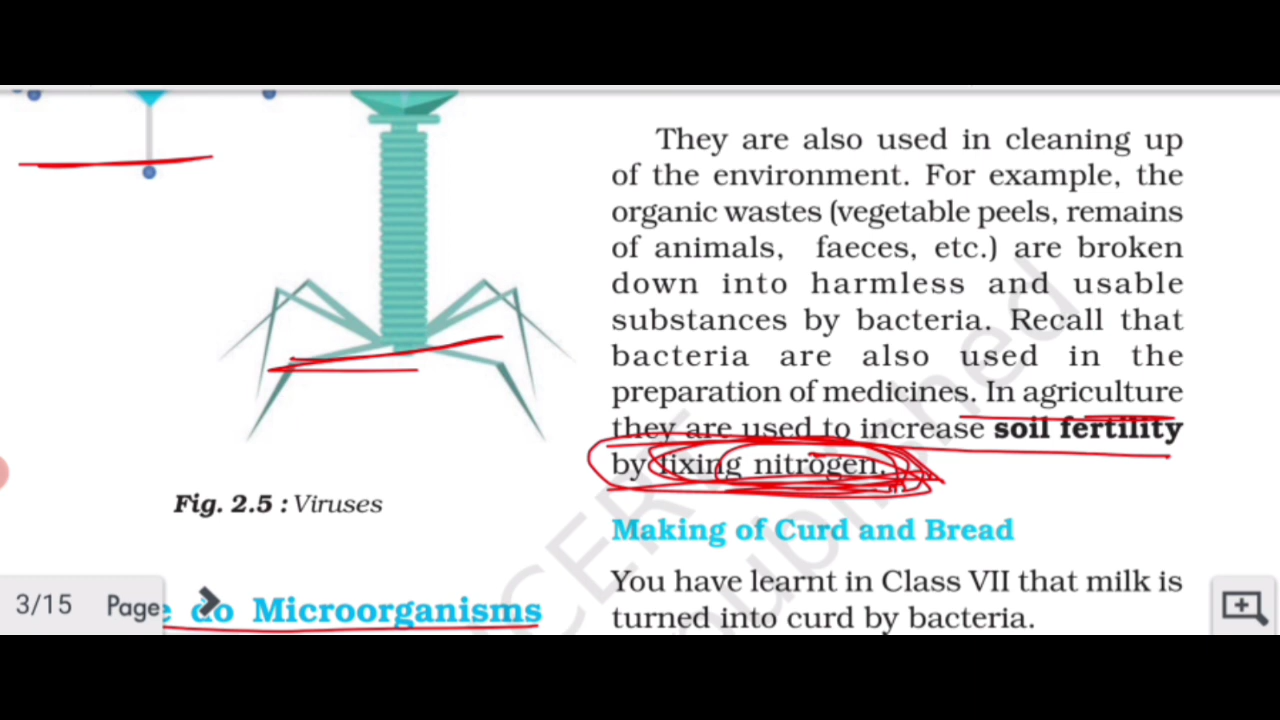 They are also used in cleaning up
of the environment. For example, the
organic wastes (vegetable peels, remains
of animals, faeces, etc.) are broken
down into harmless and usable
substances by bacteria. Recall that
bacteria are also used in the
preparation of medicines. In agriculture
they are used to increase soil fertility
by fixing nitrogen.
Fig. 2.5 : Viruses
Making of Curd and Bread
You have learnt in Class VII that milk is
turned into curd by bacteria.
3/15 Page
do Microorganisms